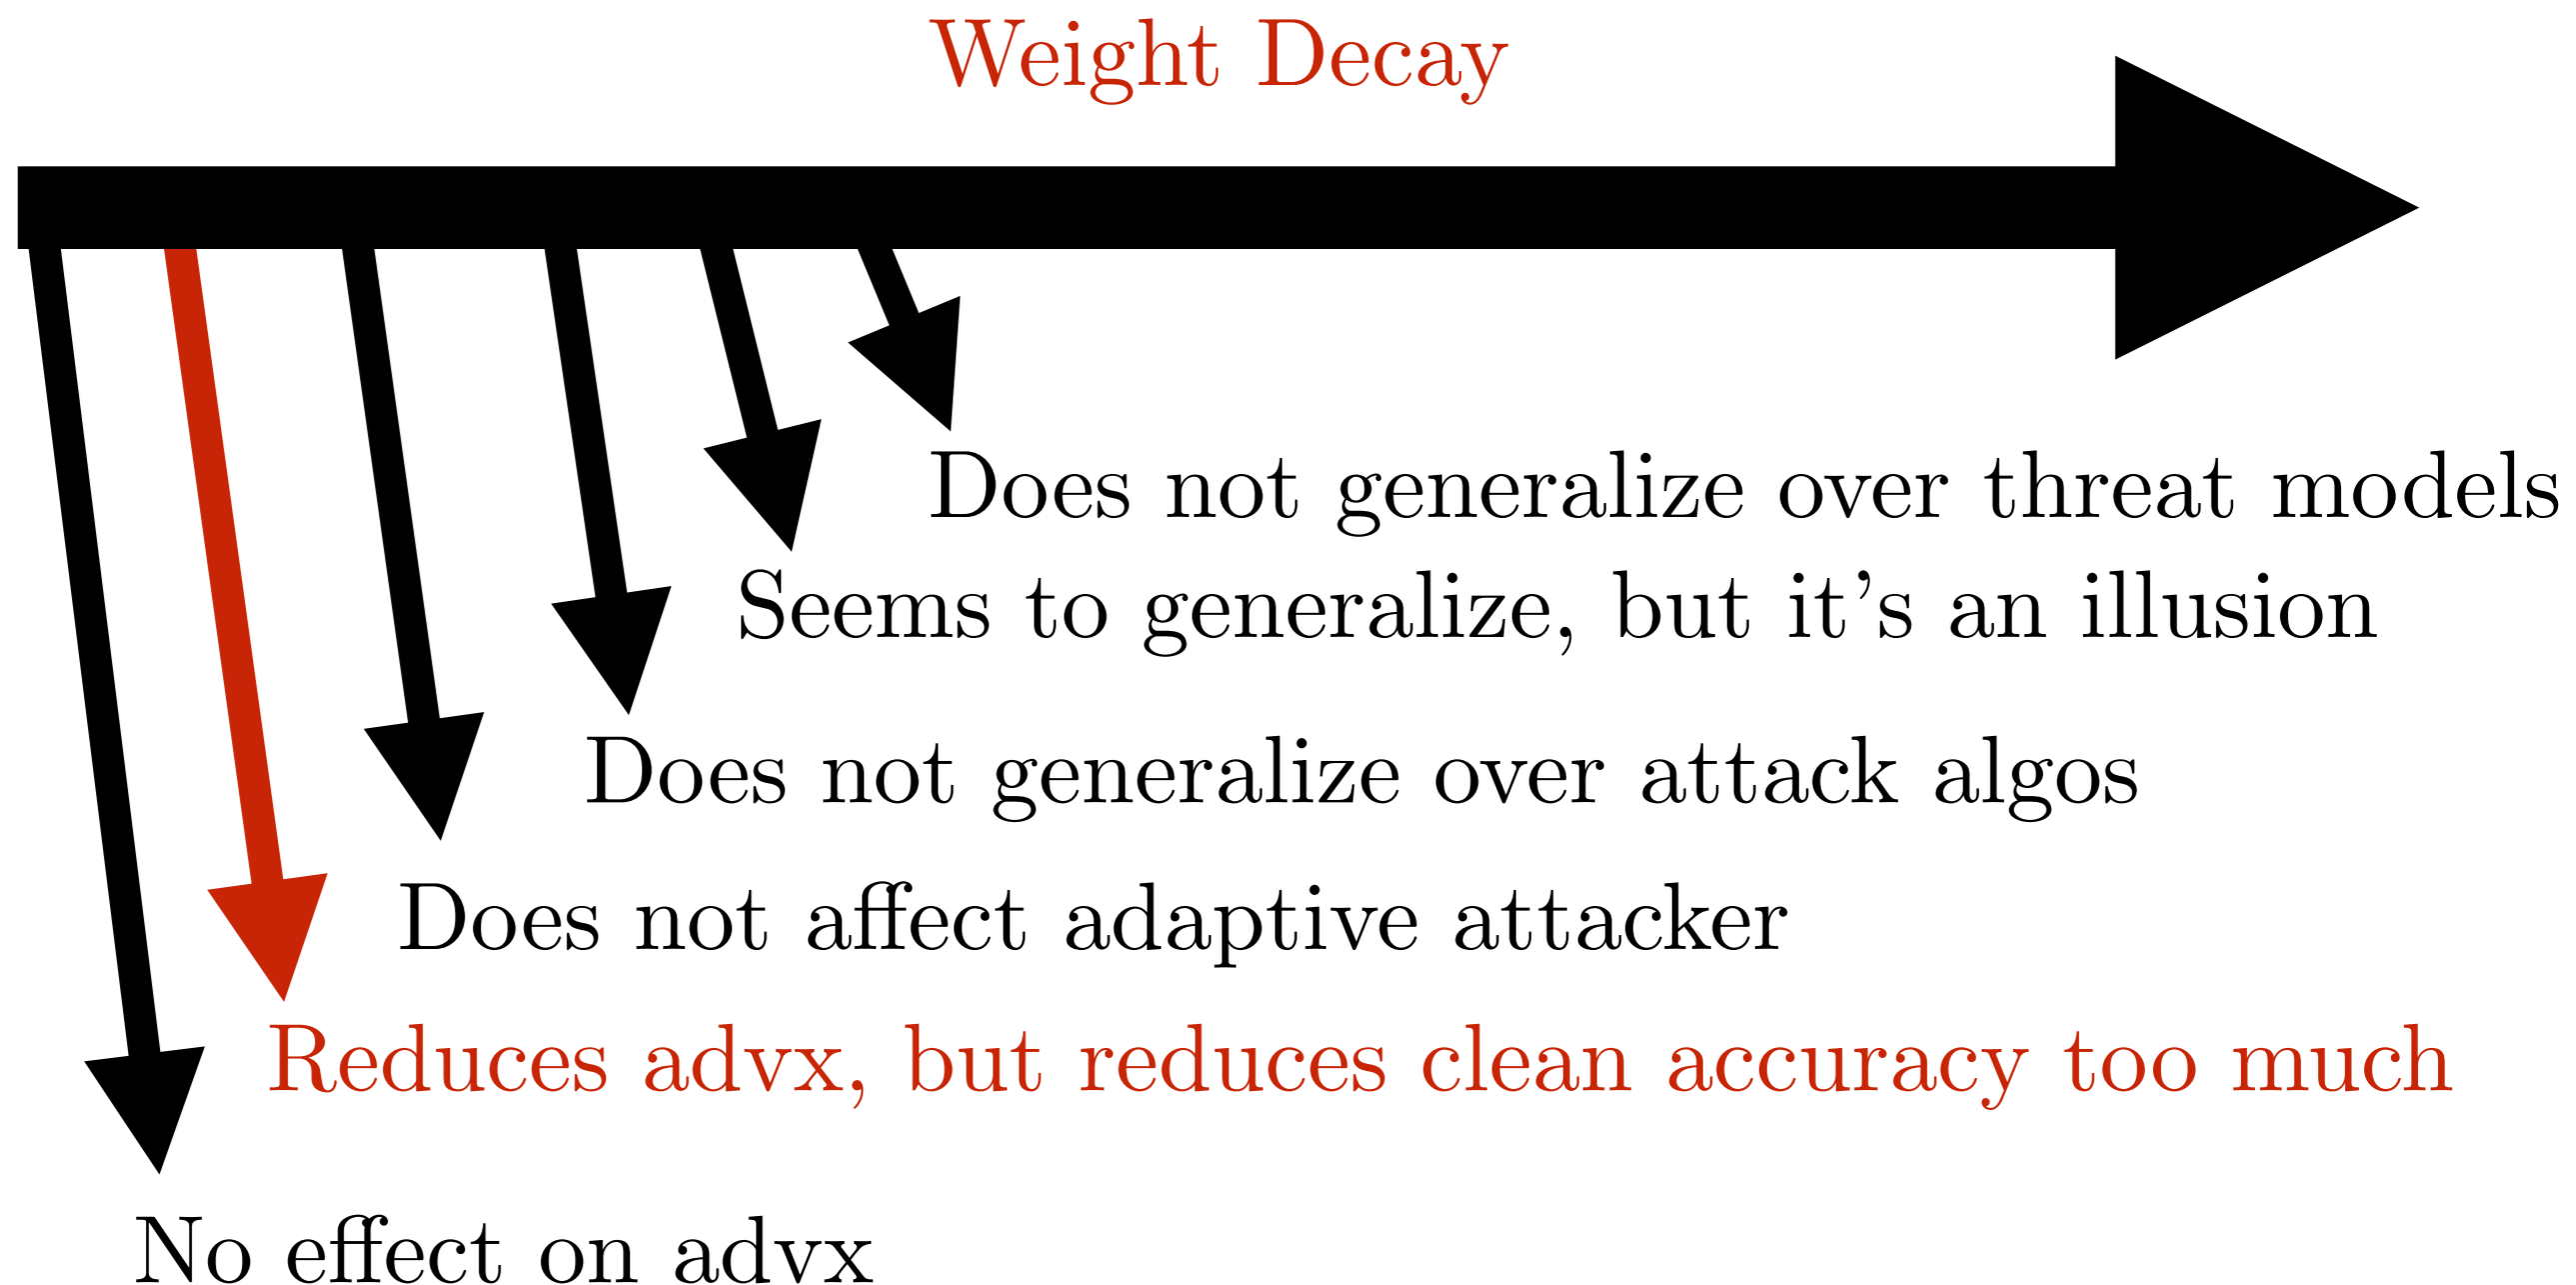 Weight Decay
Does not generalize over threat models
Seems to generalize, but it’s an illusion
Does not generalize over attack algos
Does not affect adaptive attacker
Reduces advx, but reduces clean accuracy too much
No effect on advx